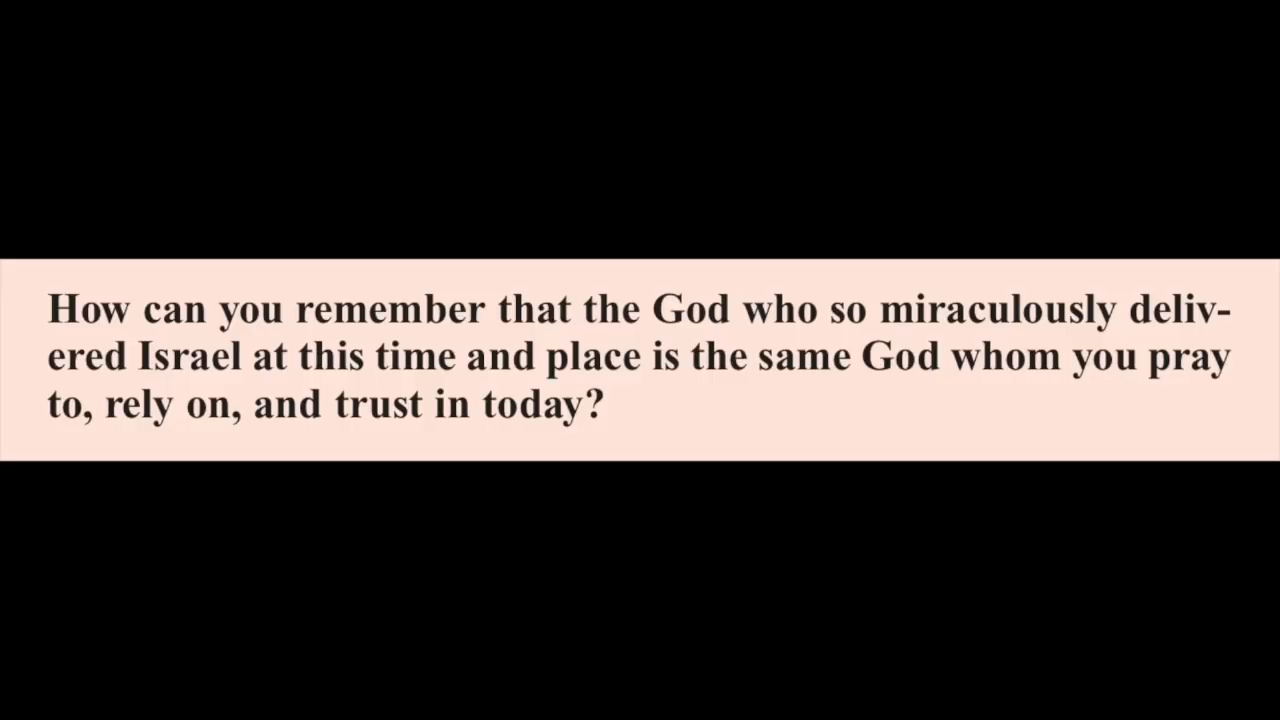 How can you remember that the God who so miraculously deliv-
ered Israel at this time and place is the same God whom you pray
to, rely on, and trust in today?